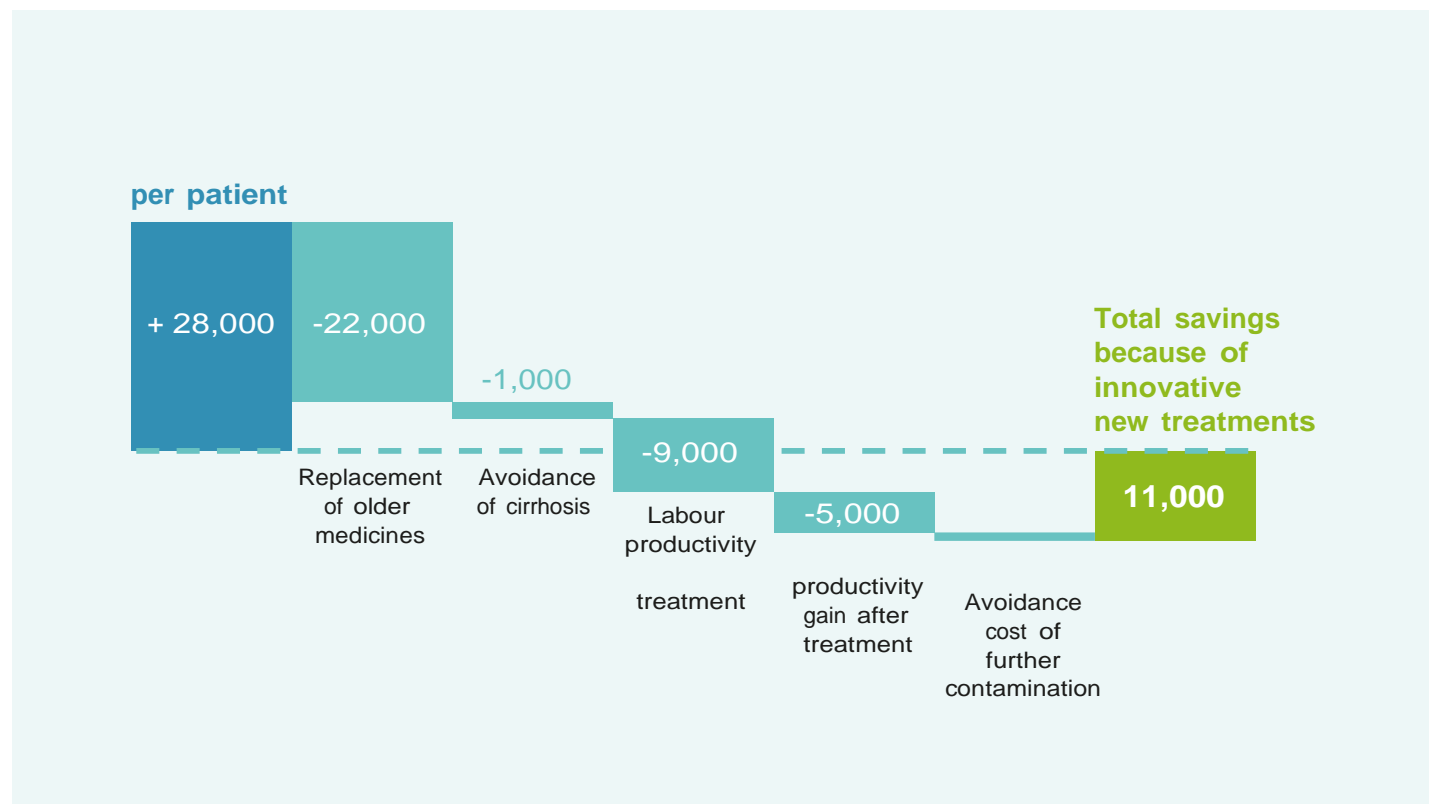 per patient
+ 28,000
-22,000
-1,000
-9,000
-5,000
Total savings
because of
innovative
new treatments
11,000
Replacement
of older
medicines
Avoidance
of cirrhosis
Labour
productivity
treatment
productivity
gain after
treatment
Avoidance
cost of
further
contamination